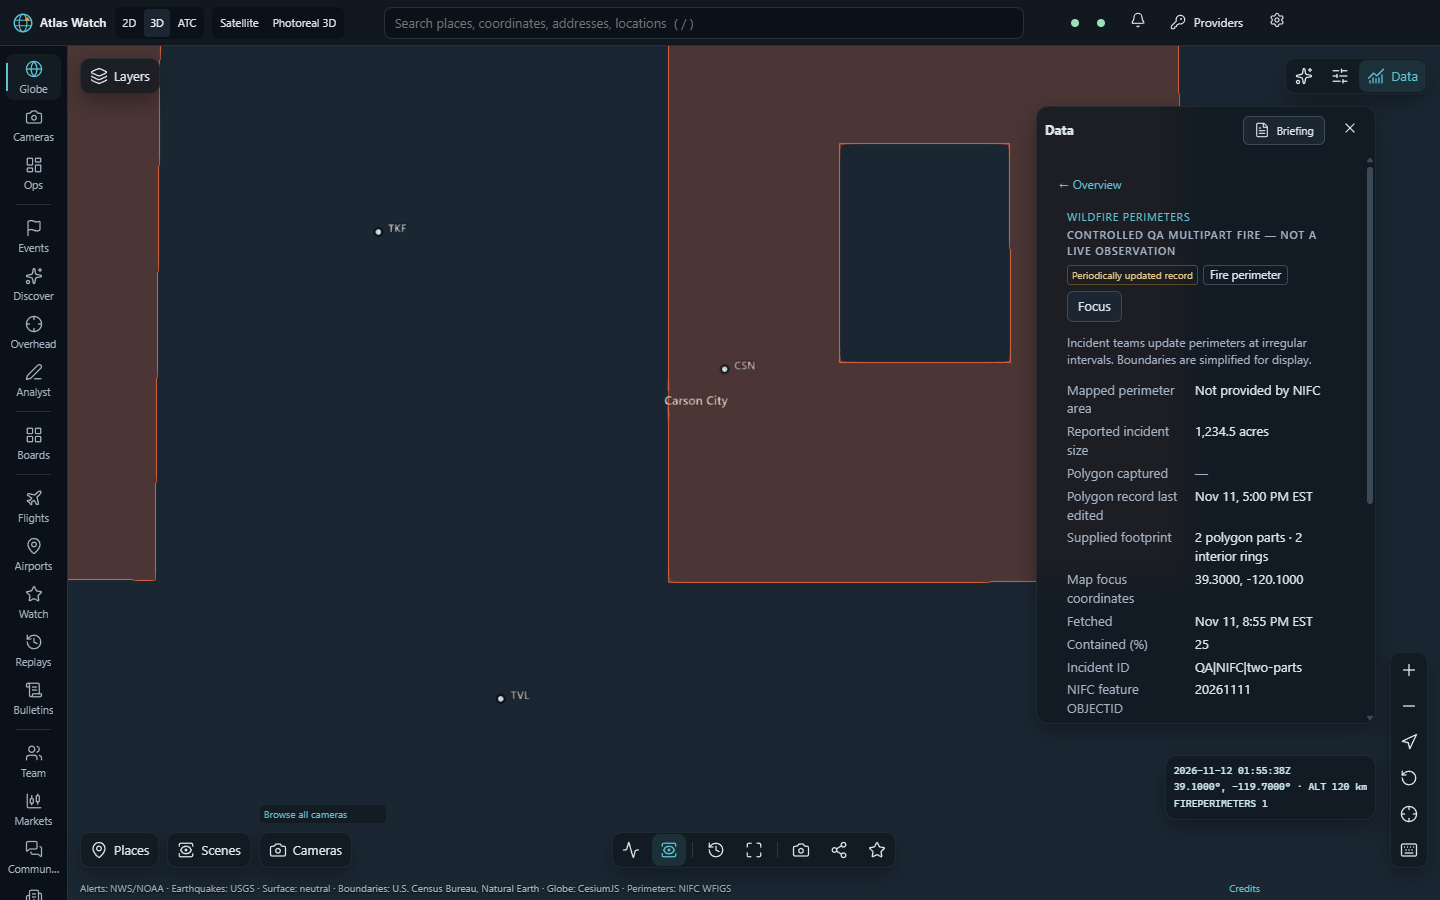 Atlas Watch
2D 3D ATC Satellite Photoreal 3D
Search places, coordinates, addresses, locations ( / )
Providers
Globe
Cameras
Ops
Events
Discover
Overhead
Analyst
Boards
Flights
Airports
Watch
Replays
Bulletins
Team
Markets
Commun...
Layers
Data
TKF
CSN
Carson City
TVL
Data
Briefing
← Overview
WILDFIRE PERIMETERS
CONTROLLED QA MULTIPART FIRE — NOT A
LIVE OBSERVATION
Periodically updated record Fire perimeter
Focus
Incident teams update perimeters at irregular
intervals. Boundaries are simplified for display.
Mapped perimeter area Not provided by NIFC
Reported incident size 1,234.5 acres
Polygon captured —
Polygon record last edited Nov 11, 5:00 PM EST
Supplied footprint 2 polygon parts · 2 interior rings
Map focus coordinates 39.3000, -120.1000
Fetched Nov 11, 8:55 PM EST
Contained (%) 25
Incident ID QA|NIFC|two-parts
NIFC feature OBJECTID 20261111
2026-11-12 01:55:38Z
39.1000°, -119.7000° · ALT 120 km
FIREPERIMETERS 1
Browse all cameras
Places Scenes Cameras
Alerts: NWS/NOAA · Earthquakes: USGS · Surface: neutral · Boundaries: U.S. Census Bureau, Natural Earth · Globe: CesiumJS · Perimeters: NIFC WFIGS
Credits